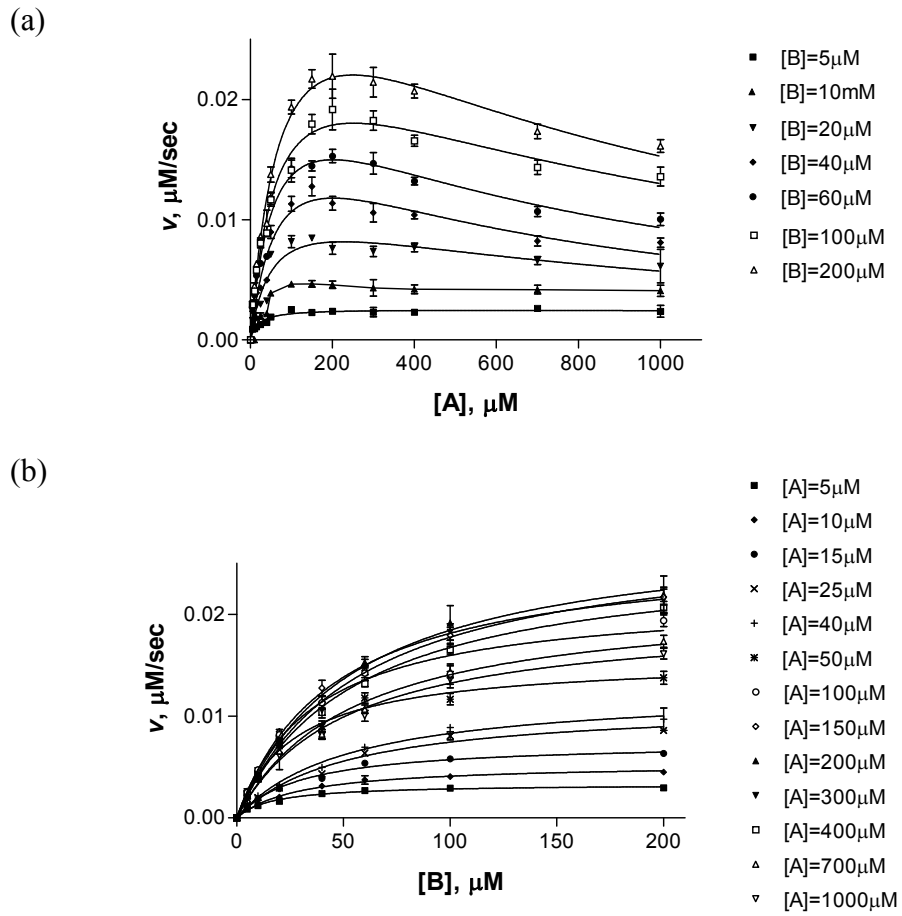 (a)
v, μM/sec
0.02
0.01
0.00
0
200
400
600
800
1000
[A], μM
[B]=5μM
[B]=10mM
[B]=20μM
[B]=40μM
[B]=60μM
[B]=100μM
[B]=200μM
(b)
v, μM/sec
0.02
0.01
0.00
0
50
100
150
200
[B], μM
[A]=5μM
[A]=10μM
[A]=15μM
[A]=25μM
[A]=40μM
[A]=50μM
[A]=100μM
[A]=150μM
[A]=200μM
[A]=300μM
[A]=400μM
[A]=700μM
[A]=1000μM